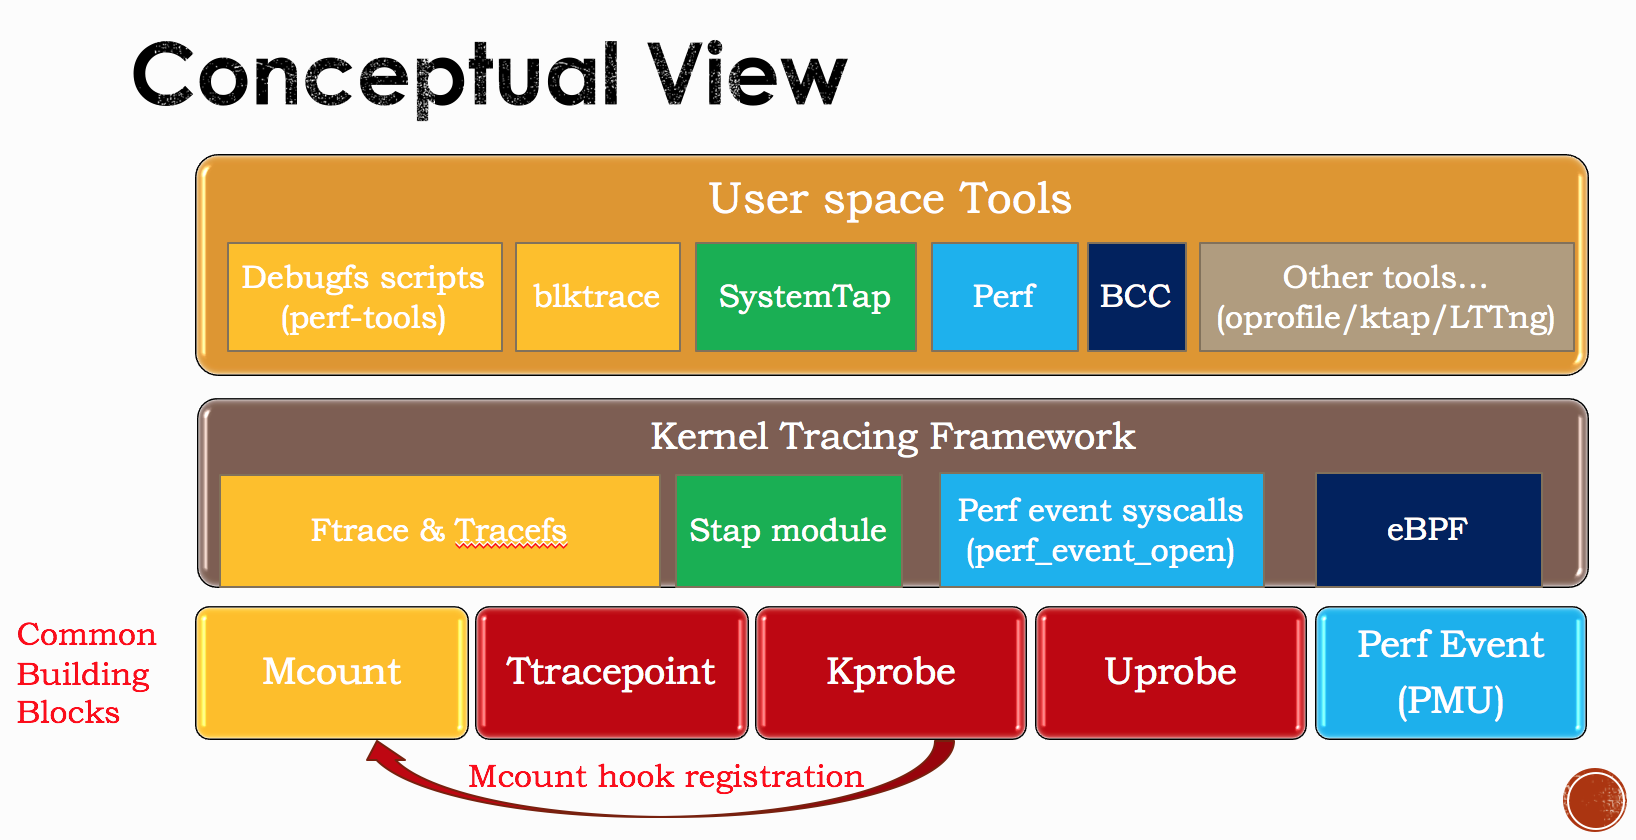 Conceptual View
User space Tools
Debugfs scripts
(perf-tools)
blktrace
SystemTap
Perf
BCC
Other tools...
(oprofile/ktap/LTTng)
Kernel Tracing Framework
Ftrace & Tracefs
Stap module
Perf event syscalls
(perf_event_open)
eBPF
Common
Building
Blocks
Mcount
Ttracepoint
Kprobe
Uprobe
Perf Event
(PMU)
Mcount hook registration